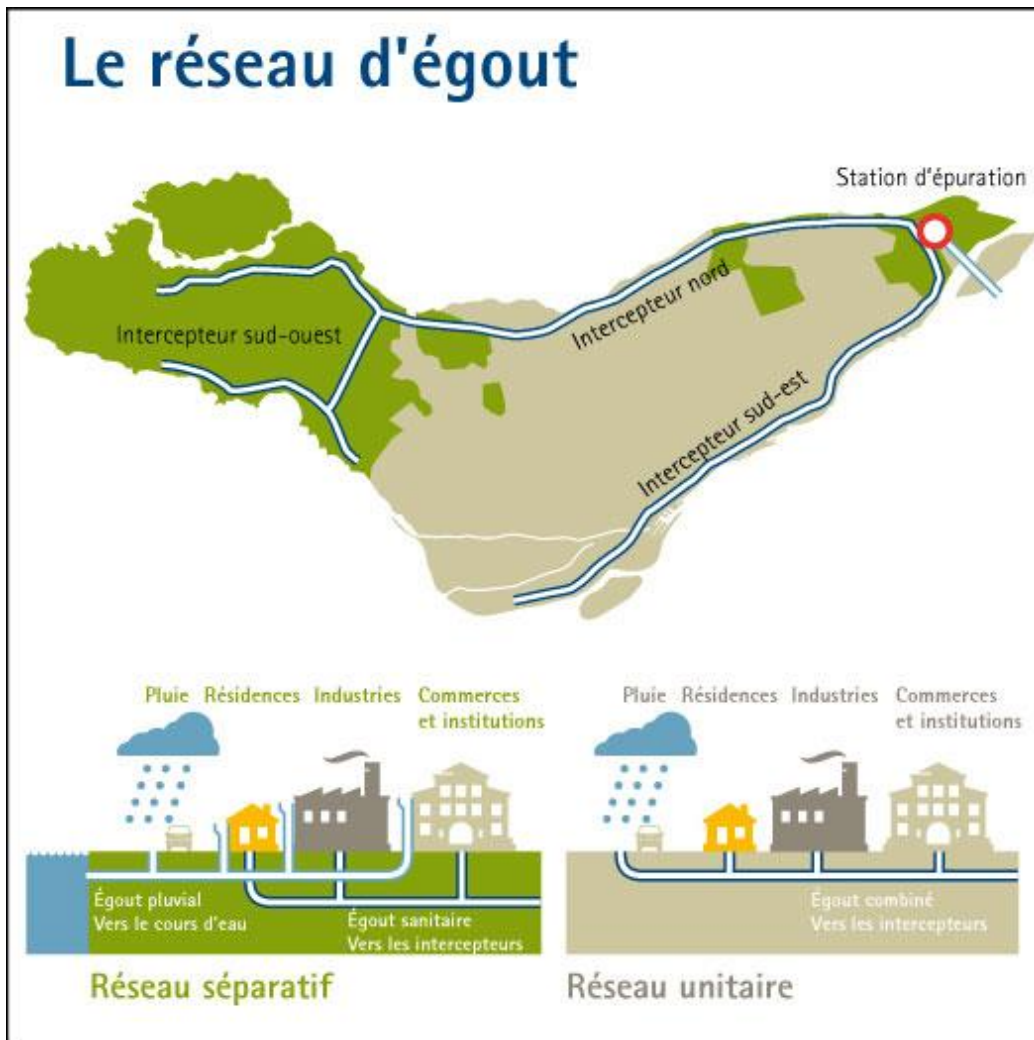 Le réseau d'égout
Station d'épuration
Intercepteur nord
Intercepteur sud-ouest
Intercepteur sud-est
Pluie Résidences Industries Commerces
et institutions
Égout pluvial
Vers le cours d'eau
Égout sanitaire
Vers les intercepteurs
Réseau séparatif
Pluie Résidences Industries Commerces
et institutions
Égout combiné
Vers les intercepteurs
Réseau unitaire